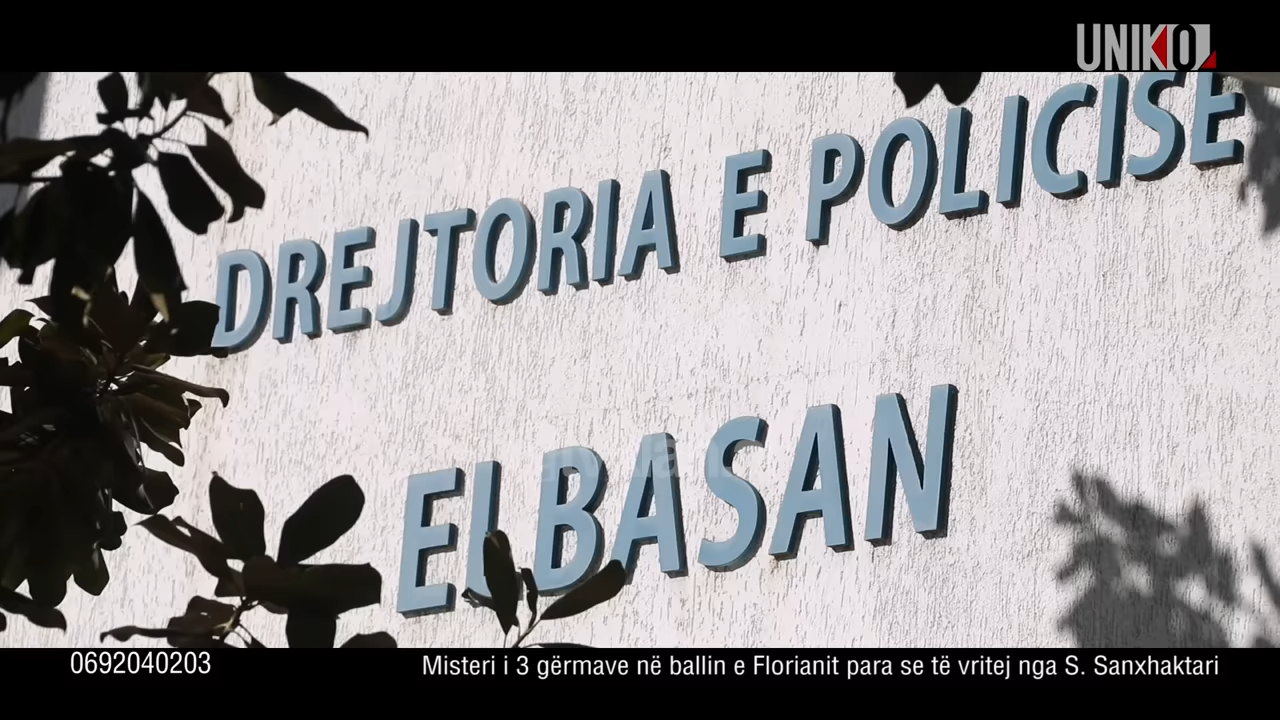 UNIKO
DREJTORIA E POLICISE
ELBASAN
0692040203
Misteri i 3 gërmave në ballin e Florianit para se të vritej nga S. Sanxhaktari